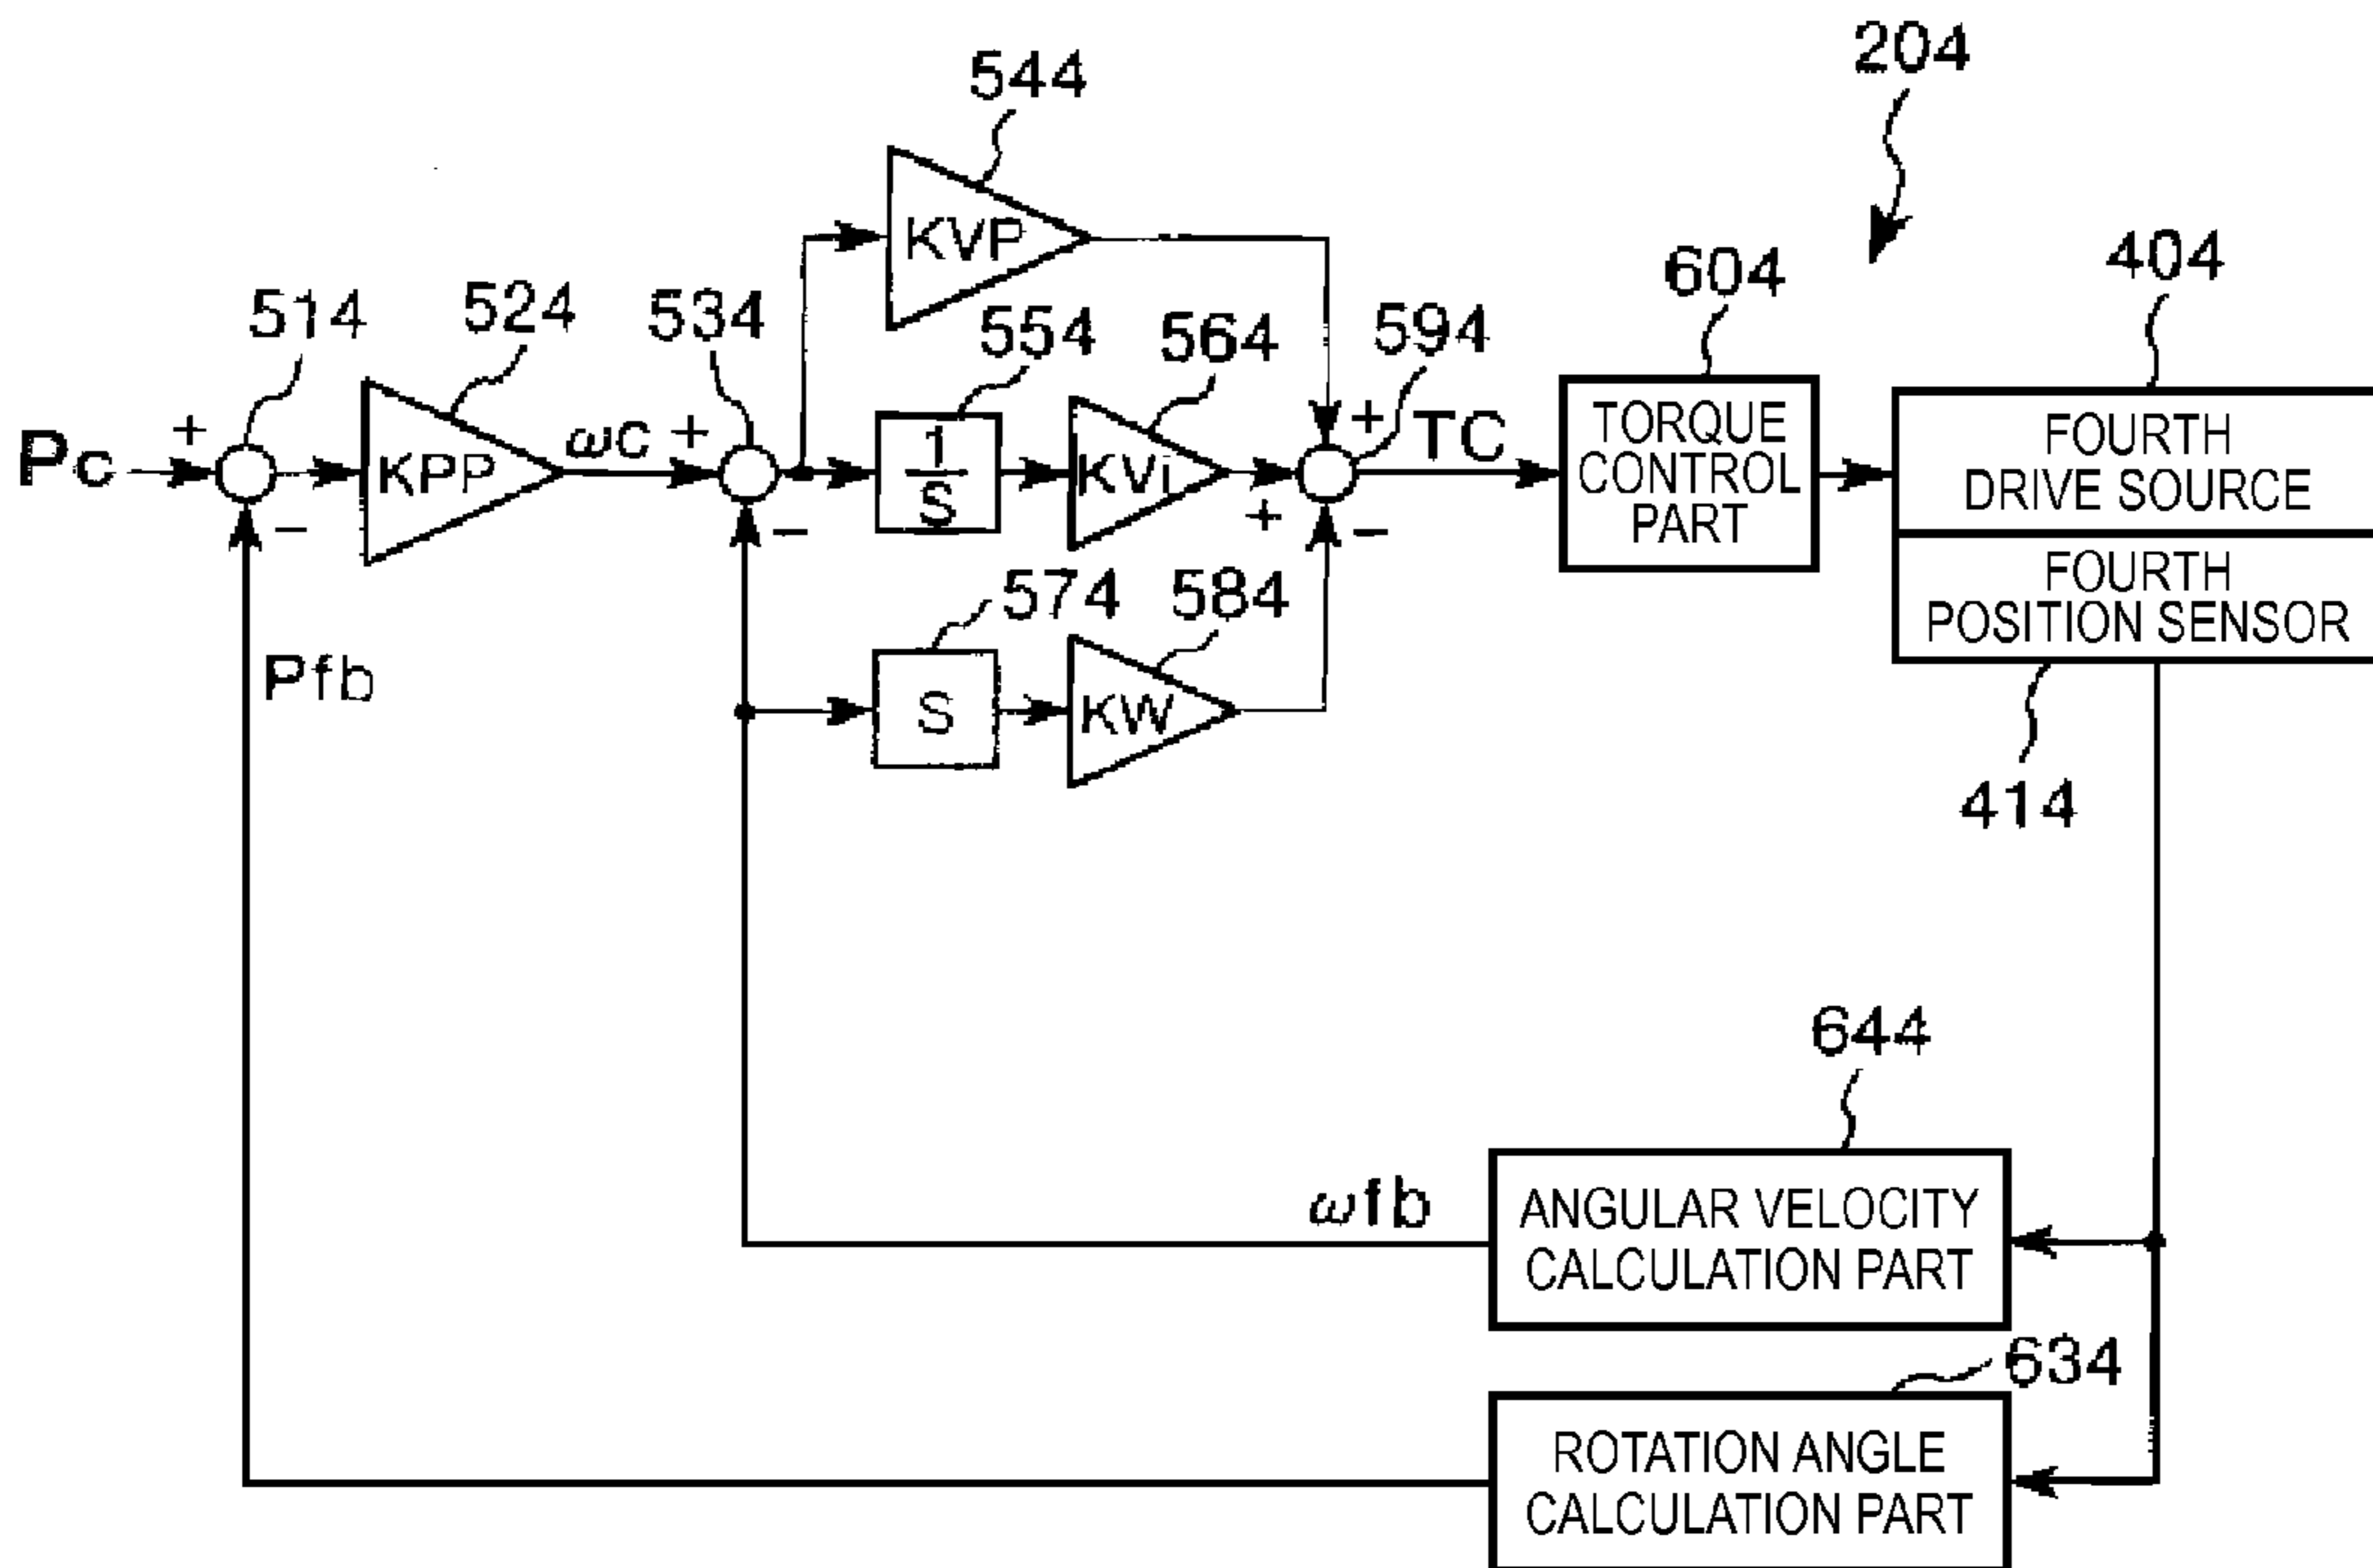 204
544
KVP
604
404
514
524
534
554
564
594
Pc
+
−
KPP
ωc
+
−
1
S
KVi
+
+
−
TC
TORQUE
CONTROL
PART
FOURTH
DRIVE SOURCE
FOURTH
POSITION SENSOR
574
584
S
KW
Pfb
414
644
ωfb
ANGULAR VELOCITY
CALCULATION PART
634
ROTATION ANGLE
CALCULATION PART